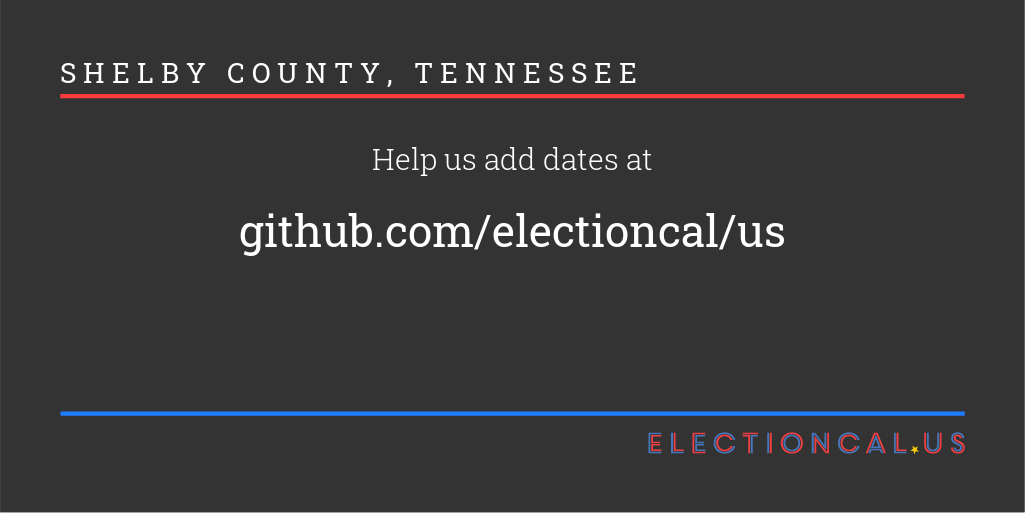 SHELBY COUNTY, TENNESSEE
Help us add dates at
github.com/electioncal/us
ELECTIONCAL★US